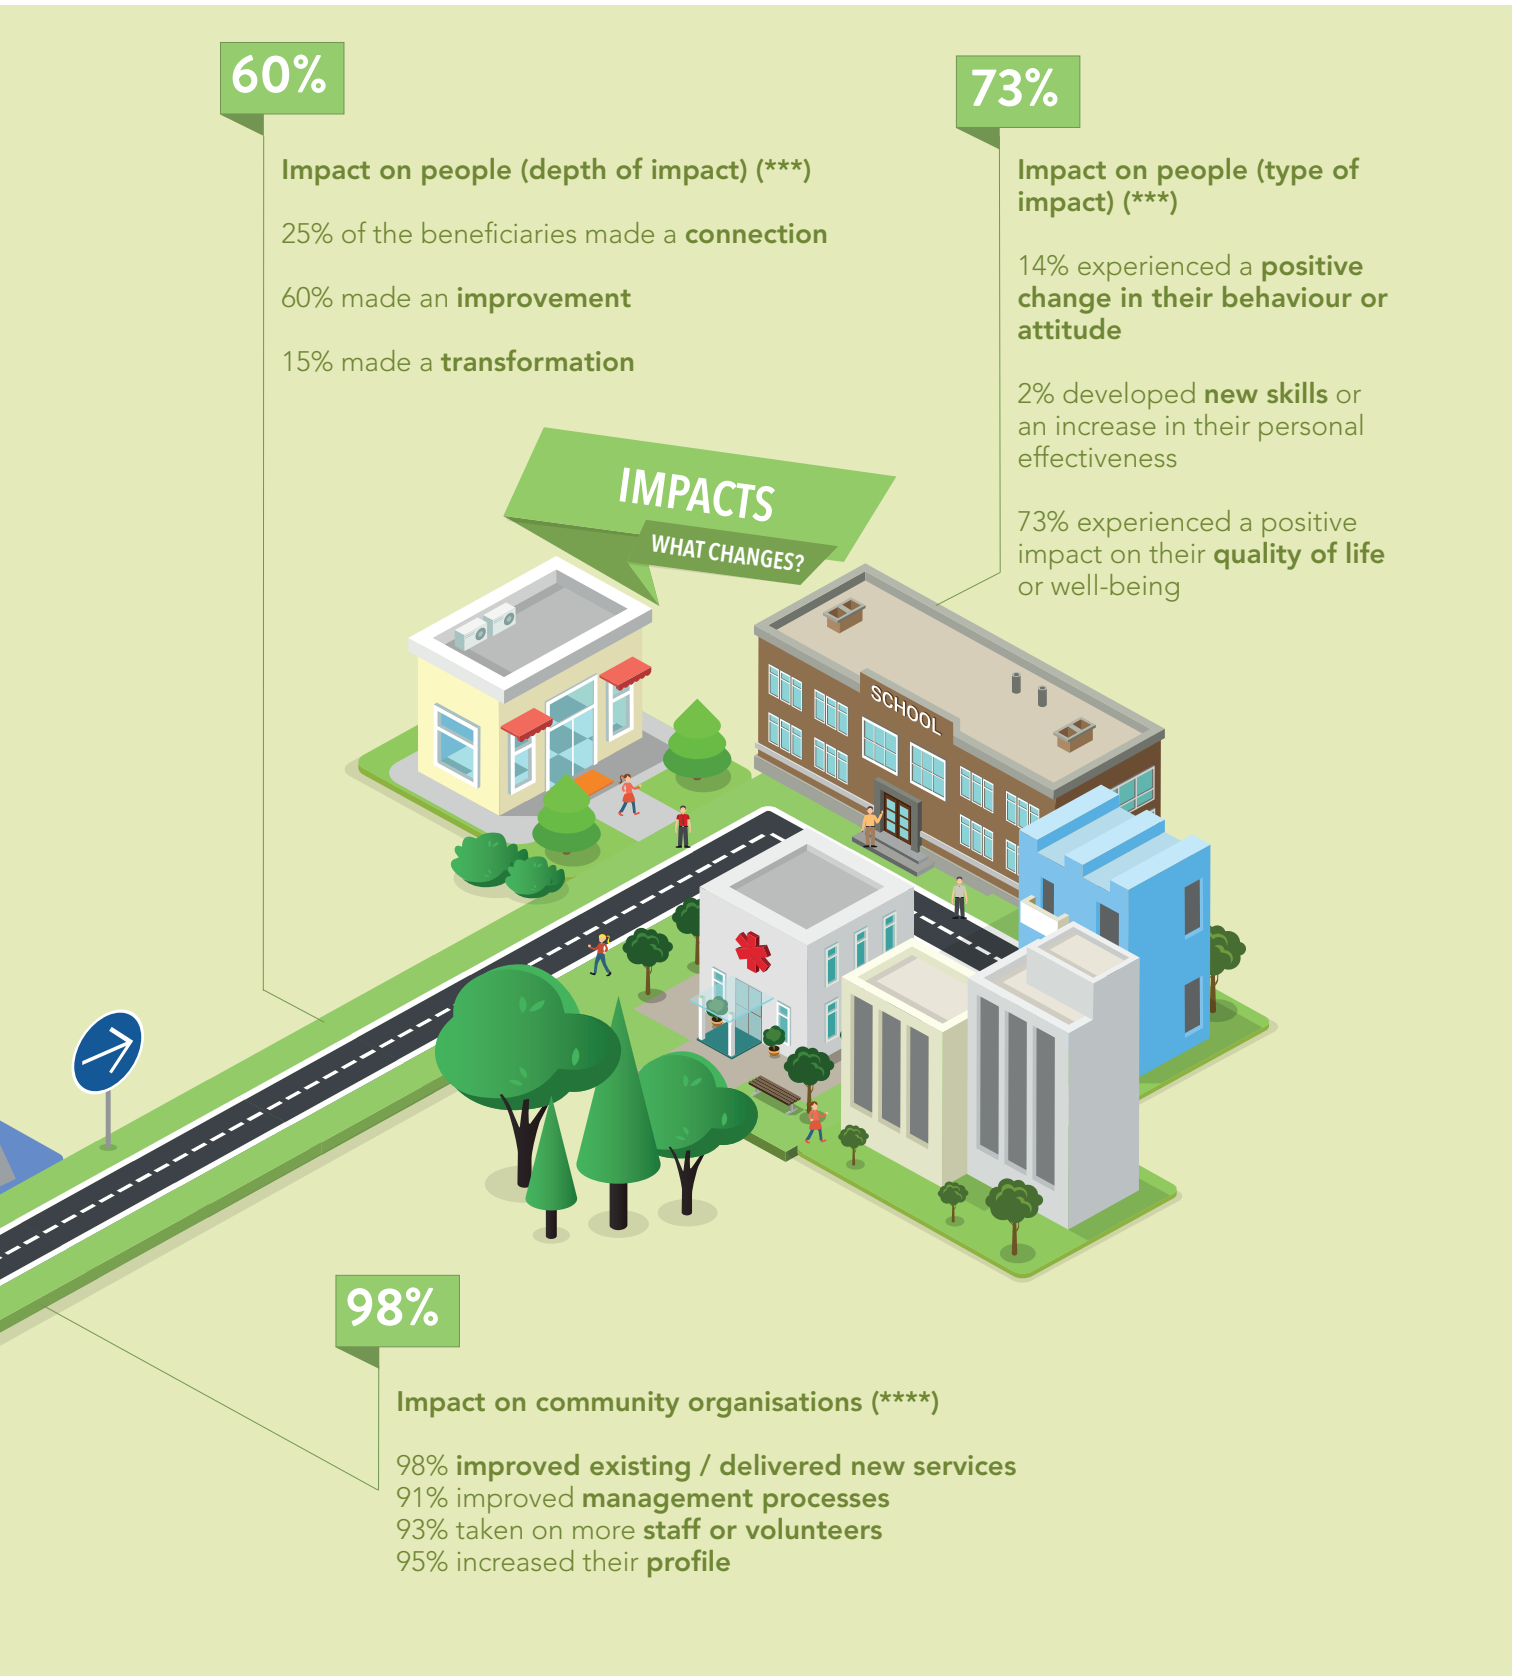 60%
Impact on people (depth of impact) (***)
25% of the beneficiaries made a connection
60% made an improvement
15% made a transformation
73%
Impact on people (type of
impact) (***)
14% experienced a positive
change in their behaviour or
attitude
2% developed new skills or
an increase in their personal
effectiveness
73% experienced a positive
impact on their quality of life
or well-being
IMPACTS
WHAT CHANGES?
SCHOOL
98%
Impact on community organisations (****)
98% improved existing / delivered new services
91% improved management processes
93% taken on more staff or volunteers
95% increased their profile